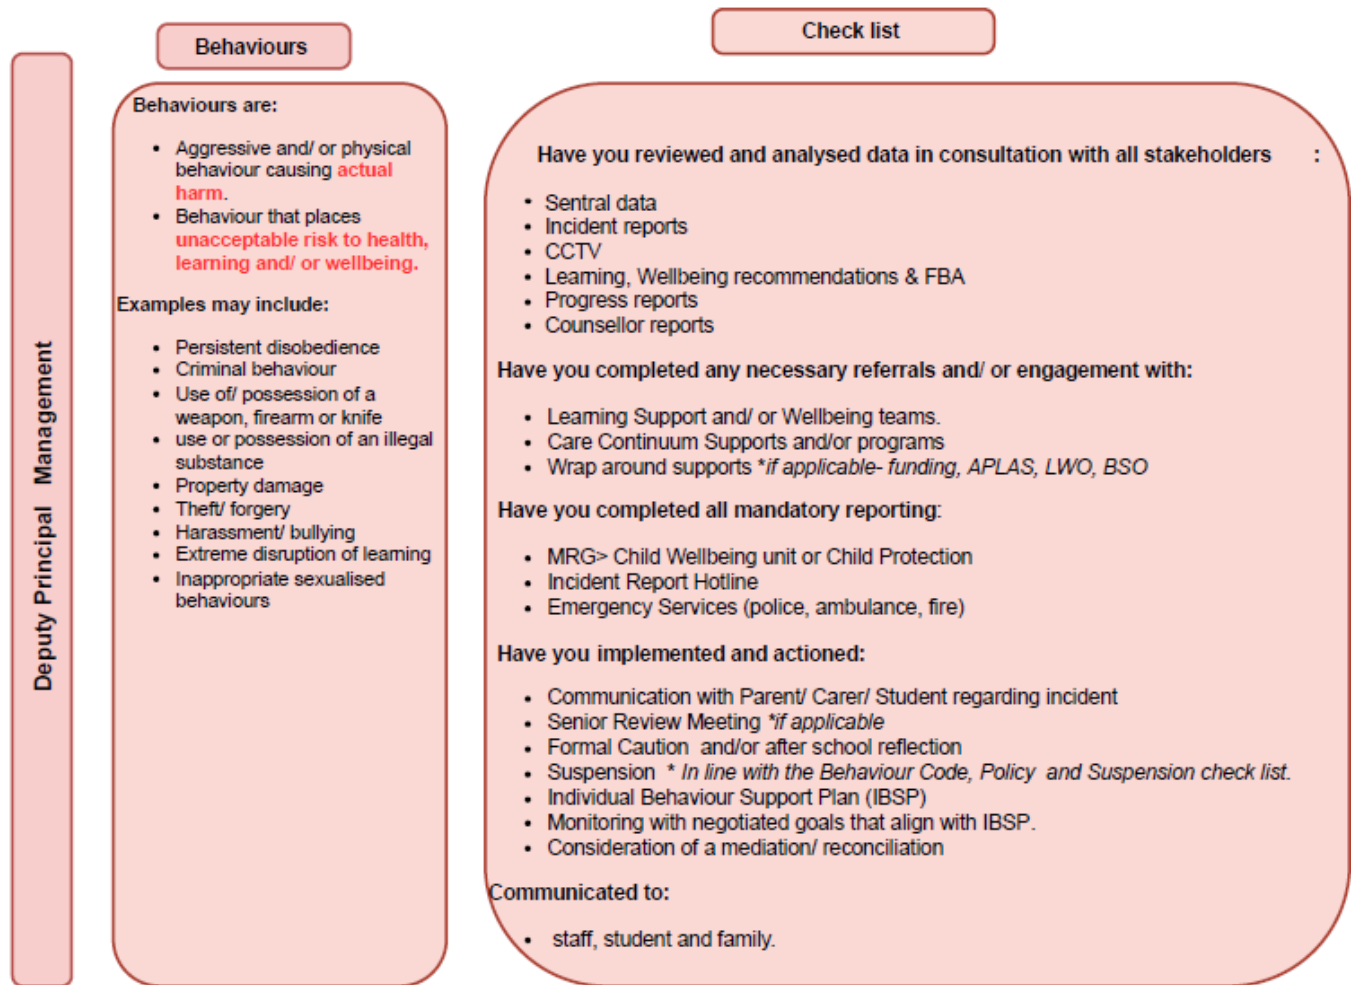 Deputy Principal Management
Behaviours
Behaviours are:
• Aggressive and/ or physical
behaviour causing actual
harm.
• Behaviour that places
unacceptable risk to health,
learning and/ or wellbeing.
Examples may include:
• Persistent disobedience
• Criminal behaviour
• Use of/ possession of a
weapon, firearm or knife
• use or possession of an illegal
substance
• Property damage
• Theft/ forgery
• Harassment/ bullying
• Extreme disruption of learning
• Inappropriate sexualised
behaviours
Check list
Have you reviewed and analysed data in consultation with all stakeholders :
• Sentral data
• Incident reports
• CCTV
• Learning, Wellbeing recommendations & FBA
• Progress reports
• Counsellor reports
Have you completed any necessary referrals and/ or engagement with:
• Learning Support and/ or Wellbeing teams.
• Care Continuum Supports and/or programs
• Wrap around supports *if applicable- funding, APLAS, LWO, BSO
Have you completed all mandatory reporting:
• MRG> Child Wellbeing unit or Child Protection
• Incident Report Hotline
• Emergency Services (police, ambulance, fire)
Have you implemented and actioned:
• Communication with Parent/ Carer/ Student regarding incident
• Senior Review Meeting *if applicable
• Formal Caution and/or after school reflection
• Suspension * In line with the Behaviour Code, Policy and Suspension check list.
• Individual Behaviour Support Plan (IBSP)
• Monitoring with negotiated goals that align with IBSP.
• Consideration of a mediation/ reconciliation
Communicated to:
• staff, student and family.